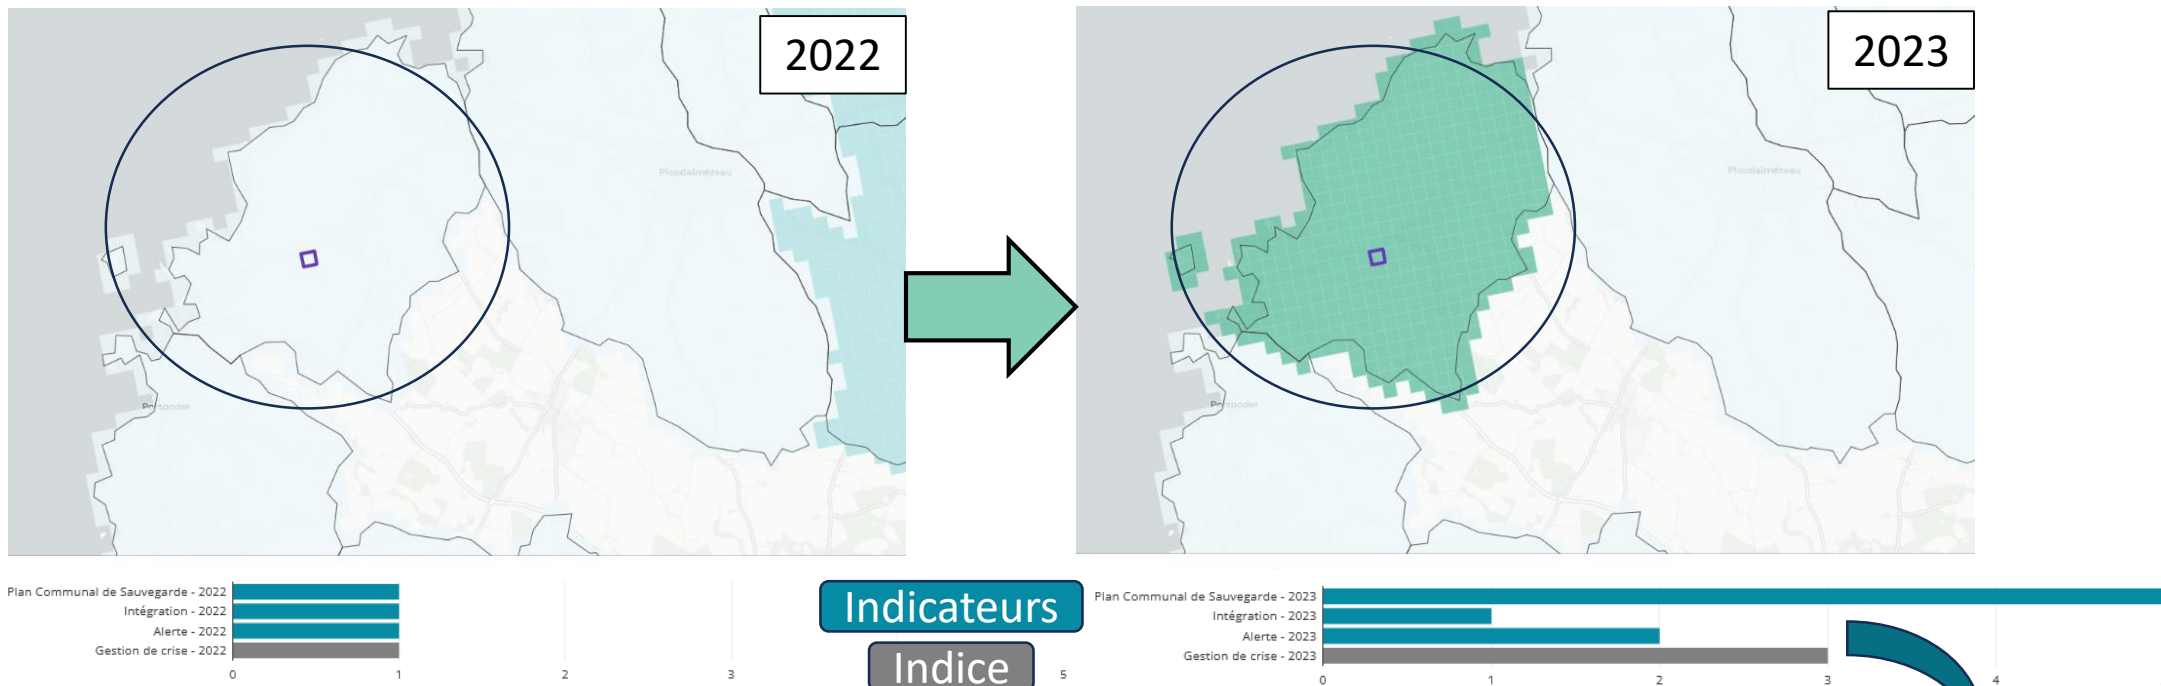 2022
2023
Ploudalmézeau
Ploudalmézeau
Porspoder
Porspoder
Plan Communal de Sauvegarde - 2022
Intégration - 2022
Alerte - 2022
Gestion de crise - 2022
0 1 2 3 5
Indicateurs
Indice
Plan Communal de Sauvegarde - 2023
Intégration - 2023
Alerte - 2023
Gestion de crise - 2023
0 1 2 3 4